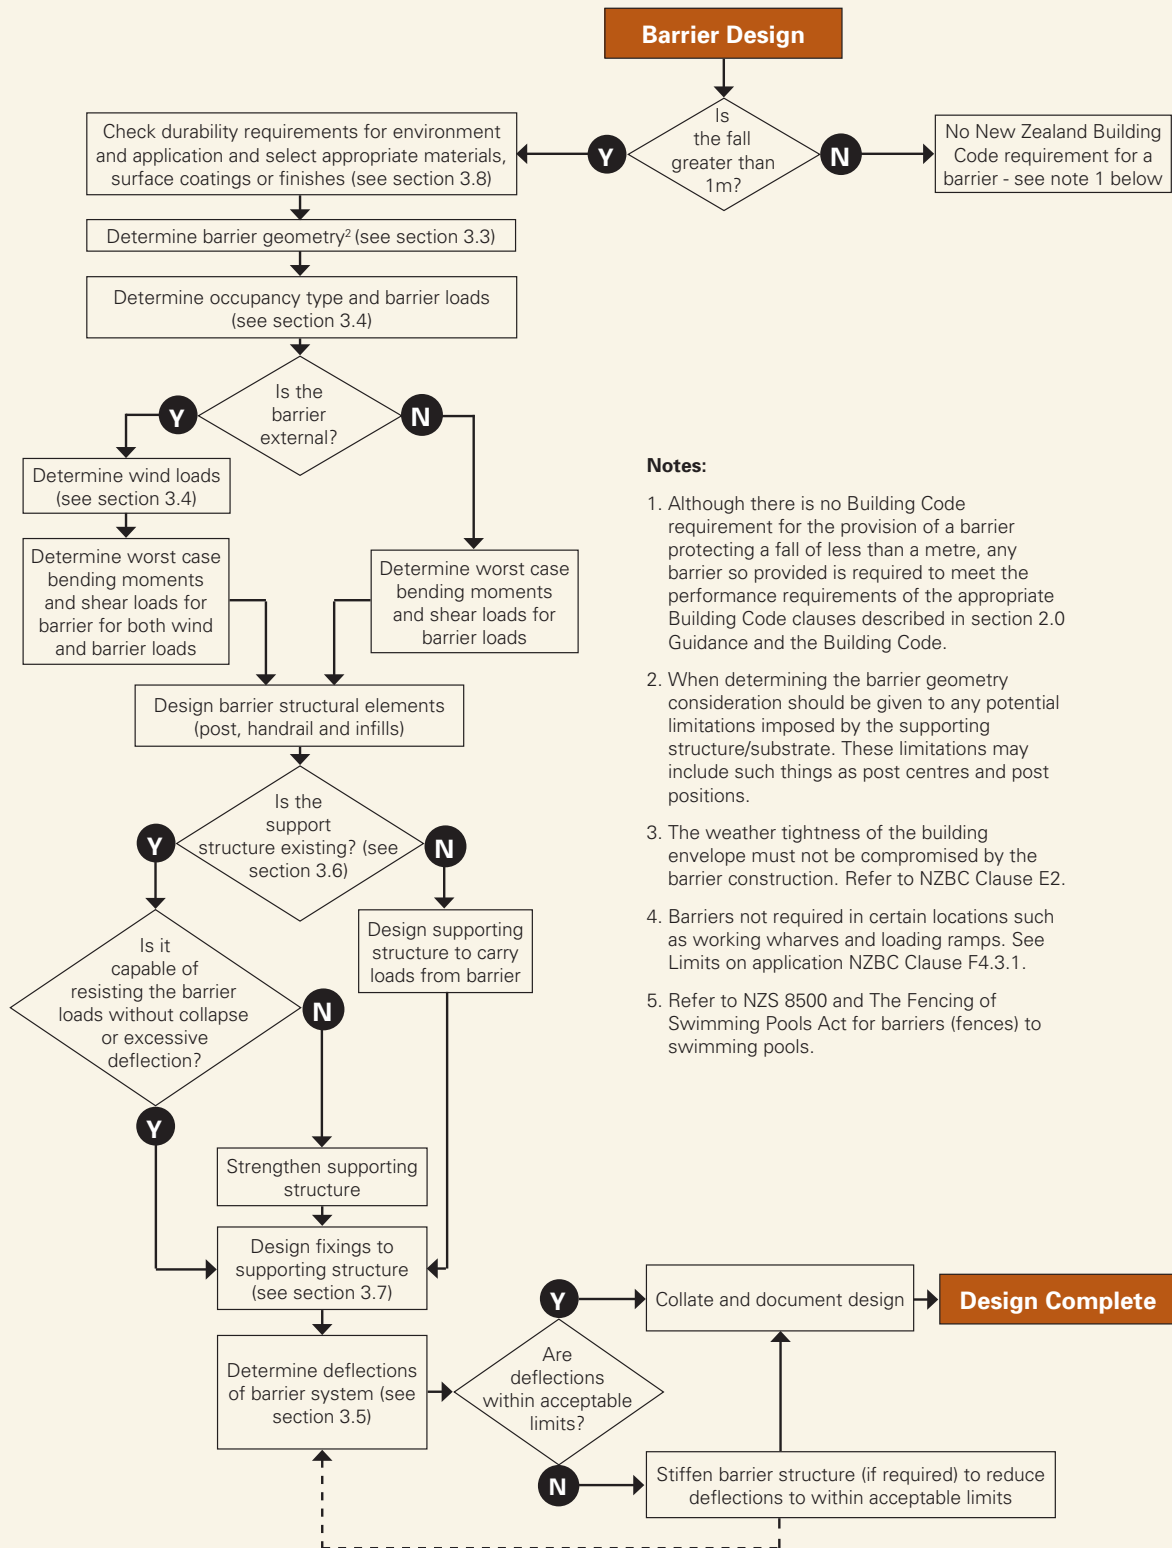 Barrier Design
Is
the fall
greater than
1m?
Y
N
No New Zealand Building
Code requirement for a
barrier - see note 1 below
Check durability requirements for environment
and application and select appropriate materials,
surface coatings or finishes (see section 3.8)
Determine barrier geometry² (see section 3.3)
Determine occupancy type and barrier loads
(see section 3.4)
Is the
barrier
external?
Y
N
Determine wind loads
(see section 3.4)
Determine worst case
bending moments
and shear loads for
barrier for both wind
and barrier loads
Determine worst case
bending moments
and shear loads for
barrier loads
Design barrier structural elements
(post, handrail and infills)
Is the
support
structure existing? (see
section 3.6)
Y
N
Is it
capable of
resisting the barrier
loads without collapse
or excessive
deflection?
Design supporting
structure to carry
loads from barrier
N
Y
Strengthen supporting
structure
Design fixings to
supporting structure
(see section 3.7)
Determine deflections
of barrier system (see
section 3.5)
Are
deflections
within acceptable
limits?
Y
N
Collate and document design
Design Complete
Stiffen barrier structure (if required) to reduce
deflections to within acceptable limits
Notes:
1. Although there is no Building Code
requirement for the provision of a barrier
protecting a fall of less than a metre, any
barrier so provided is required to meet the
performance requirements of the appropriate
Building Code clauses described in section 2.0
Guidance and the Building Code.
2. When determining the barrier geometry
consideration should be given to any potential
limitations imposed by the supporting
structure/substrate. These limitations may
include such things as post centres and post
positions.
3. The weather tightness of the building
envelope must not be compromised by the
barrier construction. Refer to NZBC Clause E2.
4. Barriers not required in certain locations such
as working wharves and loading ramps. See
Limits on application NZBC Clause F4.3.1.
5. Refer to NZS 8500 and The Fencing of
Swimming Pools Act for barriers (fences) to
swimming pools.